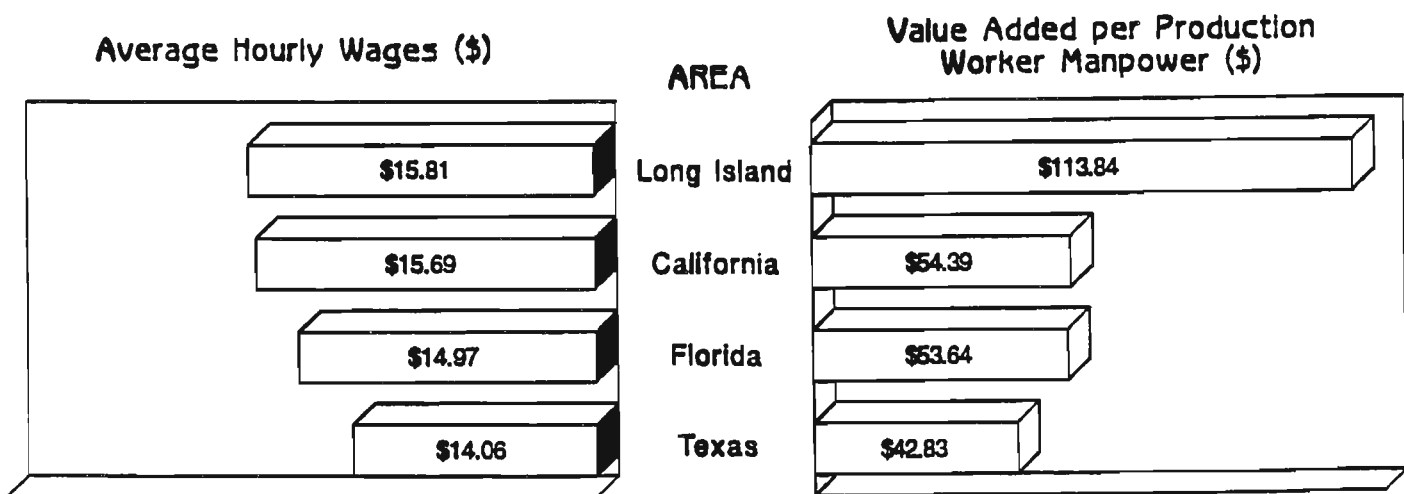 Average Hourly Wages ($)
AREA
Value Added per Production
Worker Manpower ($)
$15.81
Long Island
$113.84
$15.69
California
$54.39
$14.97
Florida
$53.64
$14.06
Texas
$42.83